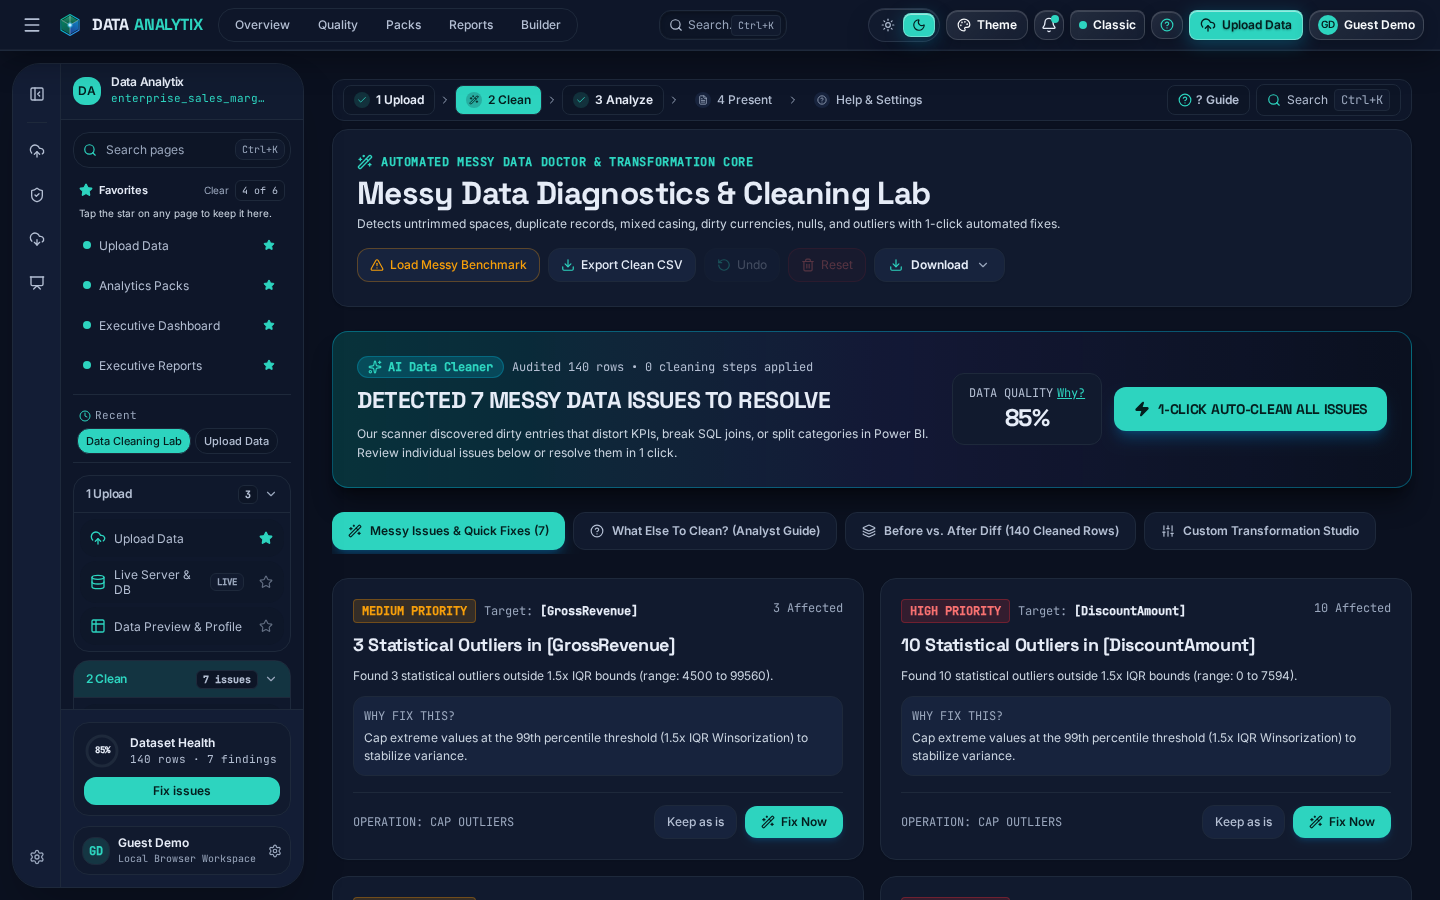 DATA ANALYTIX
Overview
Quality
Packs
Reports
Builder
Search.
Ctrl+K
Theme
Classic
Upload Data
GD
Guest Demo
DA
Data Analytix
enterprise_sales_marg…
Search pages
Ctrl+K
Favorites
Clear
4 of 6
Tap the star on any page to keep it here.
Upload Data
Analytics Packs
Executive Dashboard
Executive Reports
Recent
Data Cleaning Lab
Upload Data
1 Upload
3
Upload Data
Live Server &
DB
LIVE
Data Preview & Profile
2 Clean
7 issues
85%
Dataset Health
140 rows · 7 findings
Fix issues
GD
Guest Demo
Local Browser Workspace
1 Upload
2 Clean
3 Analyze
4 Present
Help & Settings
? Guide
Search
Ctrl+K
AUTOMATED MESSY DATA DOCTOR & TRANSFORMATION CORE
Messy Data Diagnostics & Cleaning Lab
Detects untrimmed spaces, duplicate records, mixed casing, dirty currencies, nulls, and outliers with 1-click automated fixes.
Load Messy Benchmark
Export Clean CSV
Undo
Reset
Download
AI Data Cleaner
Audited 140 rows • 0 cleaning steps applied
DETECTED 7 MESSY DATA ISSUES TO RESOLVE
Our scanner discovered dirty entries that distort KPIs, break SQL joins, or split categories in Power BI.
Review individual issues below or resolve them in 1 click.
DATA QUALITY Why?
85%
1-CLICK AUTO-CLEAN ALL ISSUES
Messy Issues & Quick Fixes (7)
What Else To Clean? (Analyst Guide)
Before vs. After Diff (140 Cleaned Rows)
Custom Transformation Studio
MEDIUM PRIORITY
Target: [GrossRevenue]
3 Affected
3 Statistical Outliers in [GrossRevenue]
Found 3 statistical outliers outside 1.5x IQR bounds (range: 4500 to 99560).
WHY FIX THIS?
Cap extreme values at the 99th percentile threshold (1.5x IQR Winsorization) to
stabilize variance.
OPERATION: CAP OUTLIERS
Keep as is
Fix Now
HIGH PRIORITY
Target: [DiscountAmount]
10 Affected
10 Statistical Outliers in [DiscountAmount]
Found 10 statistical outliers outside 1.5x IQR bounds (range: 0 to 7594).
WHY FIX THIS?
Cap extreme values at the 99th percentile threshold (1.5x IQR Winsorization) to
stabilize variance.
OPERATION: CAP OUTLIERS
Keep as is
Fix Now